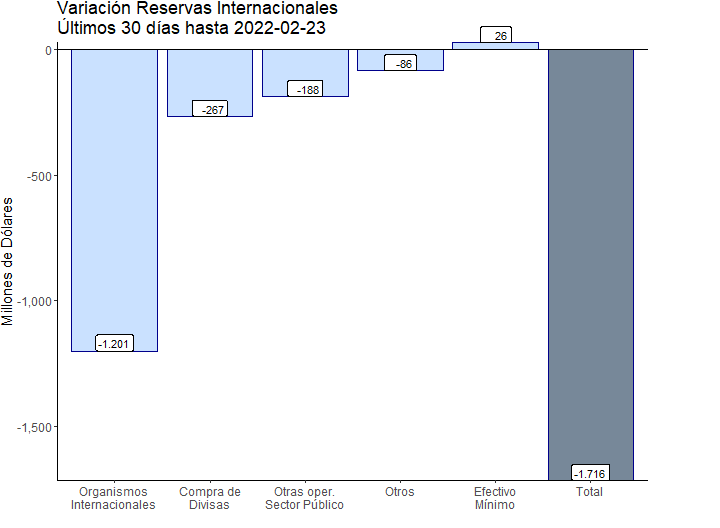 Variación Reservas Internacionales
Últimos 30 días hasta 2022-02-23
Millones de Dólares
0
-500
-1,000
-1,500
-1.201
-267
-188
-86
26
-1.716
Organismos
Internacionales
Compra de
Divisas
Otras oper.
Sector Público
Otros
Efectivo
Mínimo
Total